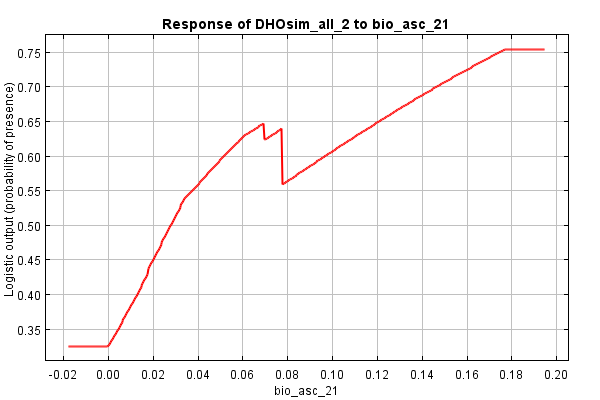 Response of DHOsim_all_2 to bio_asc_21
Logistic output (probability of presence)
0.75
0.70
0.65
0.60
0.55
0.50
0.45
0.40
0.35
-0.02 0.00 0.02 0.04 0.06 0.08 0.10 0.12 0.14 0.16 0.18 0.20
bio_asc_21